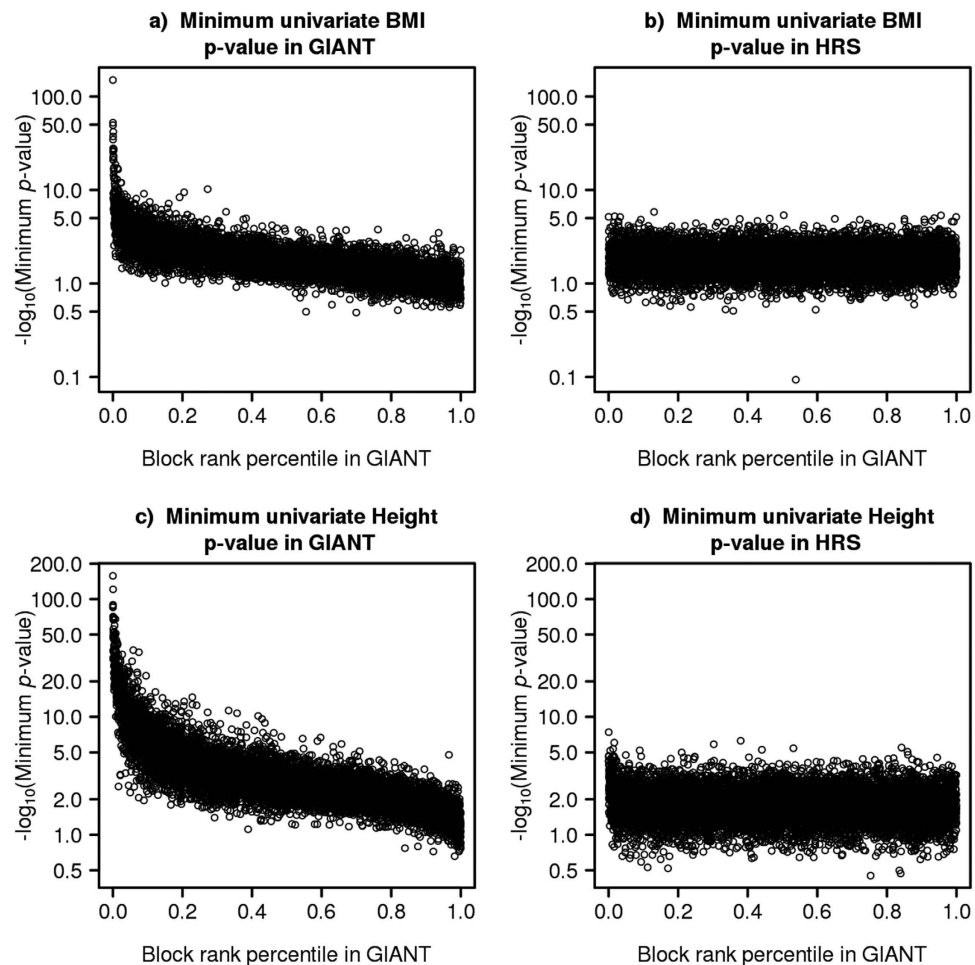 a) Minimum univariate BMI
p-value in GIANT
-log10(Minimum p-value)
100.0
50.0
10.0
5.0
1.0
0.5
0.1
0.0 0.2 0.4 0.6 0.8 1.0
Block rank percentile in GIANT
b) Minimum univariate BMI
p-value in HRS
-log10(Minimum p-value)
100.0
50.0
10.0
5.0
1.0
0.5
0.1
0.0 0.2 0.4 0.6 0.8 1.0
Block rank percentile in GIANT
c) Minimum univariate Height
p-value in GIANT
-log10(Minimum p-value)
200.0
100.0
50.0
20.0
10.0
5.0
2.0
1.0
0.5
0.0 0.2 0.4 0.6 0.8 1.0
Block rank percentile in GIANT
d) Minimum univariate Height
p-value in HRS
-log10(Minimum p-value)
200.0
100.0
50.0
20.0
10.0
5.0
2.0
1.0
0.5
0.0 0.2 0.4 0.6 0.8 1.0
Block rank percentile in GIANT